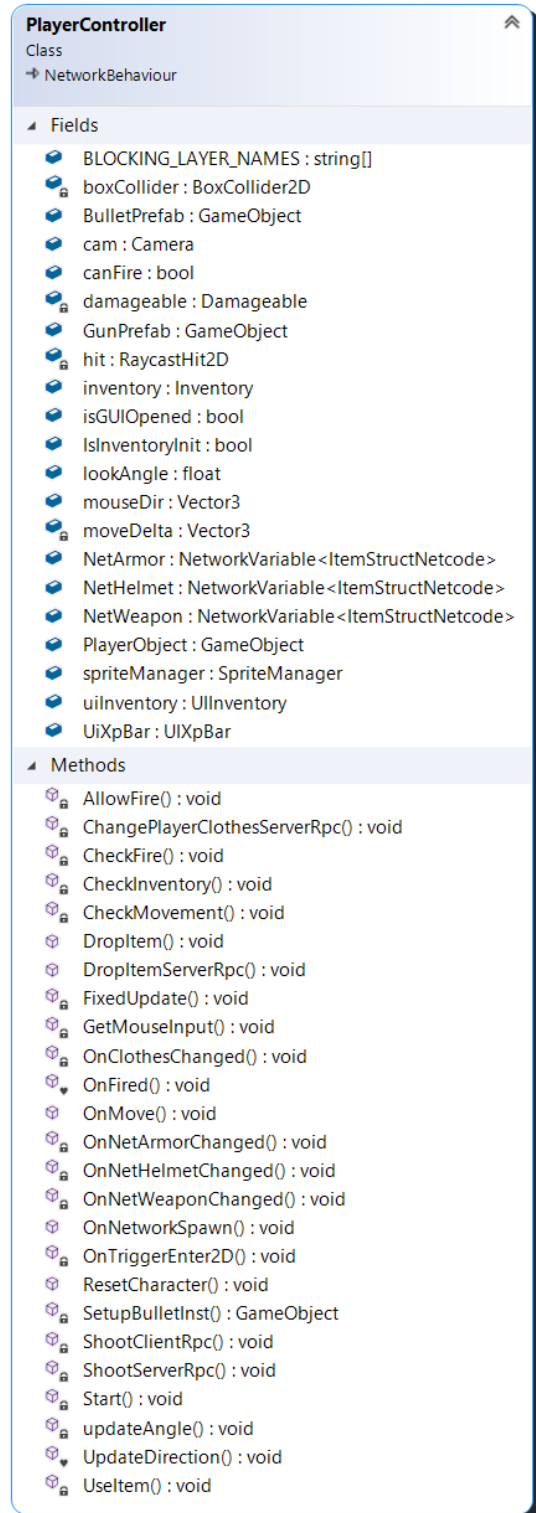 PlayerController
Class
NetworkBehaviour
Fields
BLOCKING_LAYER_NAMES : string[]
boxCollider : BoxCollider2D
BulletPrefab : GameObject
cam : Camera
canFire : bool
damageable : Damageable
GunPrefab : GameObject
hit : RaycastHit2D
inventory : Inventory
isGUIOpened : bool
IsInventoryInit : bool
lookAngle : float
mouseDir : Vector3
moveDelta : Vector3
NetArmor : NetworkVariable<ItemStructNetcode>
NetHelmet : NetworkVariable<ItemStructNetcode>
NetWeapon : NetworkVariable<ItemStructNetcode>
PlayerObject : GameObject
spriteManager : SpriteManager
uiInventory : UIInventory
UiXpBar : UIXpBar
Methods
AllowFire() : void
ChangePlayerClothesServerRpc() : void
CheckFire() : void
CheckInventory() : void
CheckMovement() : void
DropItem() : void
DropItemServerRpc() : void
FixedUpdate() : void
GetMouseInput() : void
OnClothesChanged() : void
OnFired() : void
OnMove() : void
OnNetArmorChanged() : void
OnNetHelmetChanged() : void
OnNetWeaponChanged() : void
OnNetworkSpawn() : void
OnTriggerEnter2D() : void
ResetCharacter() : void
SetupBulletInst() : GameObject
ShootClientRpc() : void
ShootServerRpc() : void
Start() : void
updateAngle() : void
UpdateDirection() : void
UseItem() : void